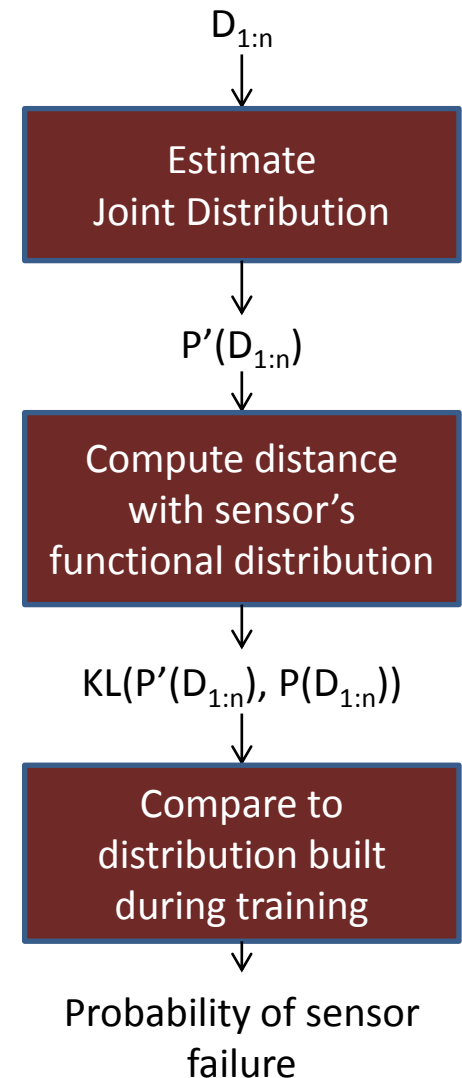 D1:n
Estimate
Joint Distribution
P’(D1:n)
Compute distance
with sensor’s
functional distribution
KL(P’(D1:n), P(D1:n))
Compare to
distribution built
during training
Probability of sensor
failure